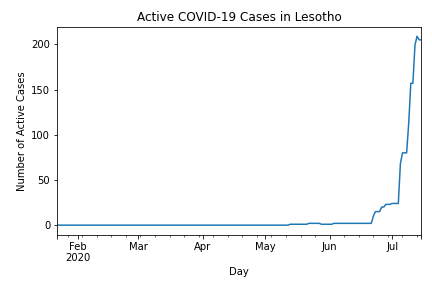 Active COVID-19 Cases in Lesotho
Number of Active Cases
200
150
100
50
0
Feb Mar Apr May Jun Jul
2020
Day